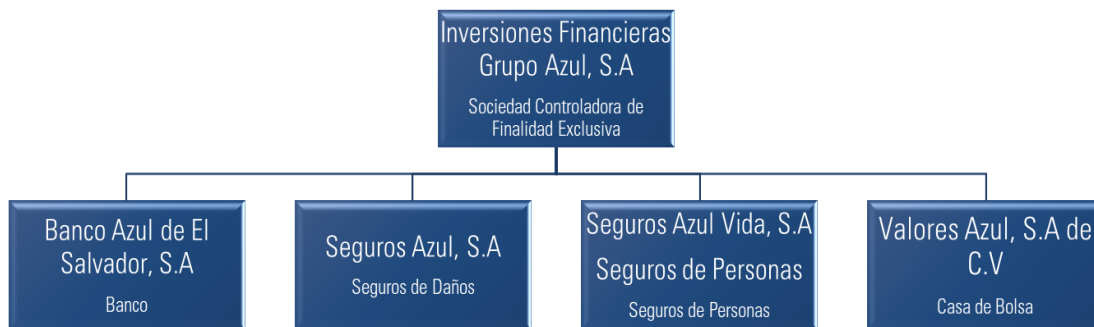 Inversiones Financieras
Grupo Azul, S.A
Sociedad Controladora de
Finalidad Exclusiva
Banco Azul de El
Salvador, S.A
Banco
Seguros Azul, S.A
Seguros de Daños
Seguros Azul Vida, S.A
Seguros de Personas
Seguros de Personas
Valores Azul, S.A de
C.V
Casa de Bolsa